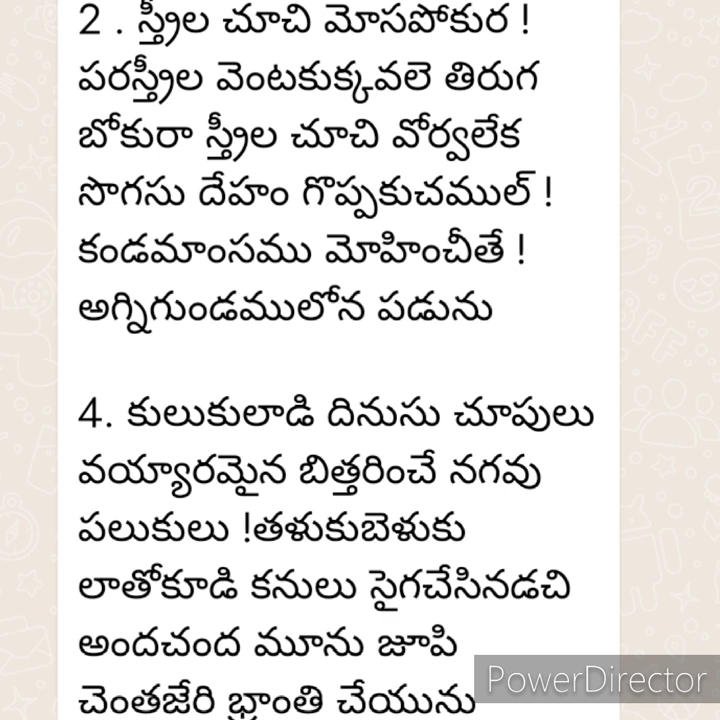 2 . స్త్రీల చూచి మోసపోకుర !
పరస్త్రీల వెంటకుక్కవలె తిరుగ
బోకురా స్త్రీల చూచి వోర్వలేక
సొగసు దేహం గొప్పకుచముల్ !
కండమాంసము మోహించీతే !
అగ్నిగుండములోన పడును
4. కులుకులాడి దినుసు చూపులు
వయ్యారమైన బిత్తరించే నగవు
పలుకులు !తళుకుబెళుకు
లాతోకూడి కనులు సైగచేసినడచి
అందచంద మూను జూపి
చెంతజేరి భ్రాంతి చేయును
PowerDirector